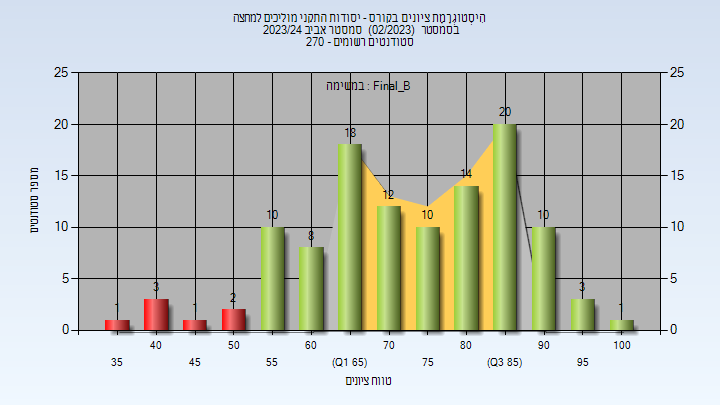 היסטוגרמת ציונים בקורס - יסודות התקני מוליכים למחצה
בסמסטר (02/2023) סמסטר אביב 2023/24
סטודנטים רשומים - 270
במשימה : Final_B
25 25
20 20
15 15
10 10
5 5
0 0
מספר סטודנטים
1 3 1 2 10 8 18 12 10 14 20 10 3 1
35 40 45 50 55 60 (Q1 65) 70 75 80 (Q3 85) 90 95 100
טווח ציונים